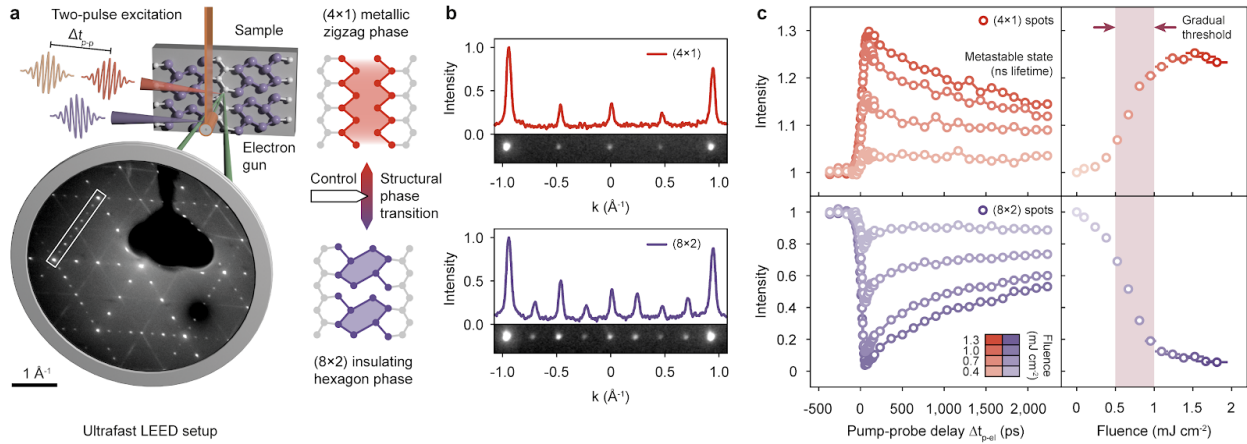 a
Two-pulse excitation
Δt p-p
Sample
Electron
gun
1 Å-1
Ultrafast LEED setup
(4×1) metallic
zigzag phase
Control
Structural
phase
transition
(8×2) insulating
hexagon phase
b
(4×1)
Intensity
1.0
0.5
0.0
-1.0
-0.5
0
0.5
1.0
k (Å-1)
(8×2)
Intensity
1.0
0.5
0.0
-1.0
-0.5
0
0.5
1.0
k (Å-1)
c
(4×1) spots
Metastable state
(ns lifetime)
Intensity
1.3
1.2
1.1
1
Gradual
threshold
(8×2) spots
Intensity
1
0.8
0.6
0.4
0.2
0
1.3
1.0
0.7
0.4
Fluence
(mJ cm-2)
-500
0
500
1,000
1,500
2,000
Pump-probe delay Δt p-el (ps)
0
1
2
Fluence (mJ cm-2)